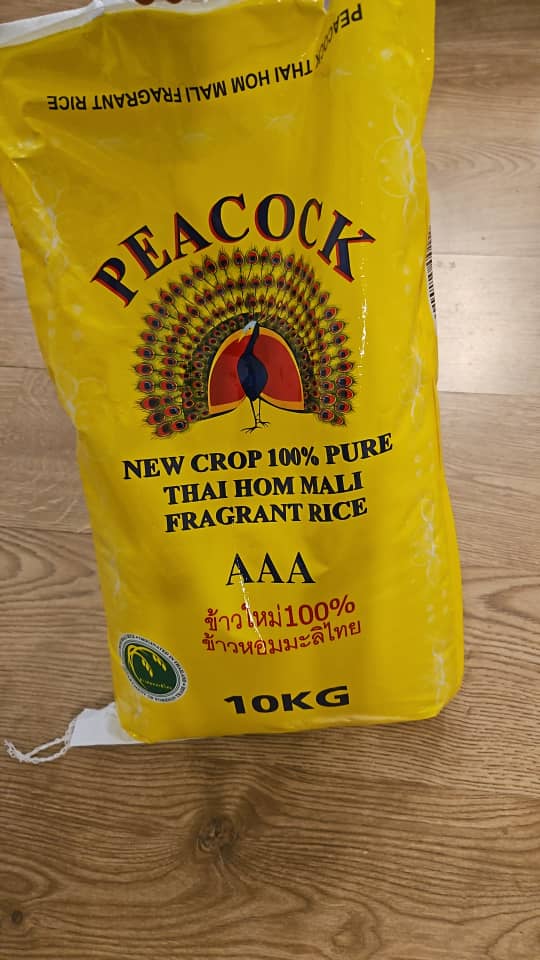 PEACOCK THAI HOM MALI FRAGRANT RICE
PEACOCK
NEW CROP 100% PURE
THAI HOM MALI
FRAGRANT RICE
AAA
ข้าวใหม่100%
ข้าวหอมมะลิไทย
10KG